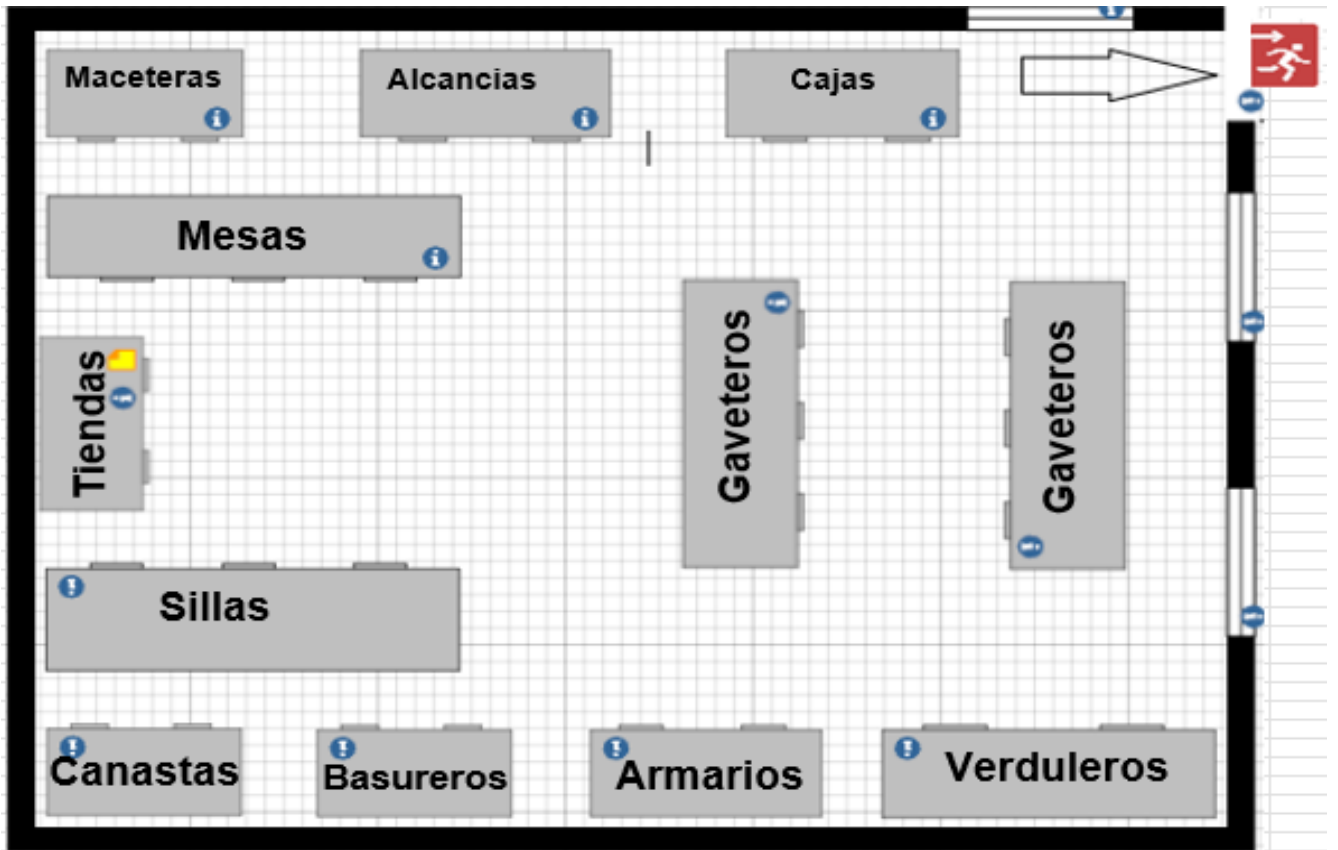 Maceteras
Alcancias
Cajas
Mesas
Tiendas
Gaveteros
Gaveteros
Sillas
Canastas
Basureros
Armarios
Verduleros